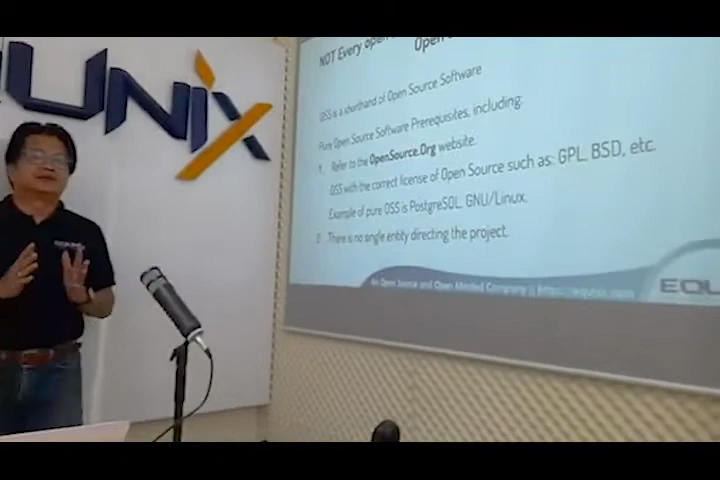 QUNIX
NOT Every open
Open
OSS is a shorthand of Open Source Software
Pure Open Source Software Prerequisites, including:
1. Refer to the OpenSource.Org website.
OSS with the correct license of Open Source such as: GPL, BSD, etc.
Example of pure OSS is PostgreSQL, GNU/Linux.
2. There is no single entity directing the project.
An Open Source and Open Minded Company
EQU